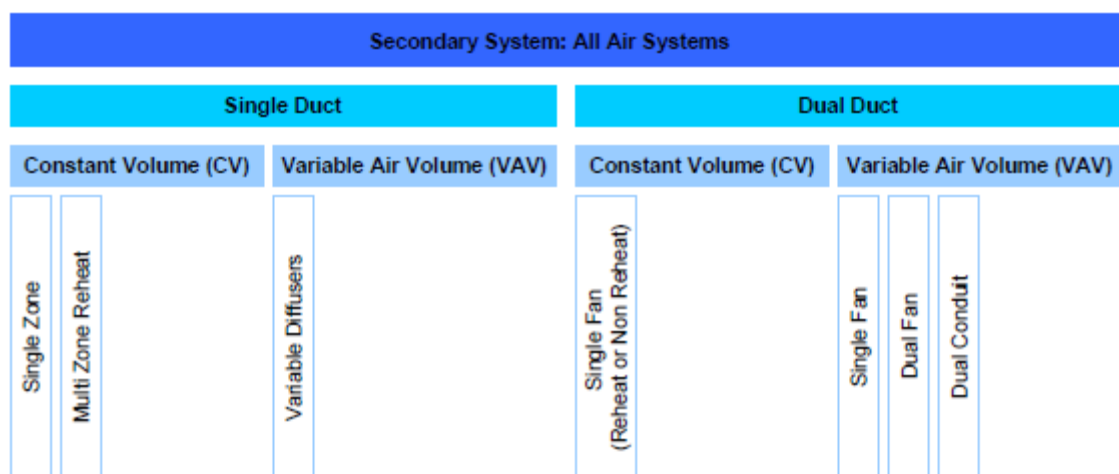 Secondary System: All Air Systems
Single Duct
Dual Duct
Constant Volume (CV)
Variable Air Volume (VAV)
Constant Volume (CV)
Variable Air Volume (VAV)
Single Zone
Multi Zone Reheat
Variable Diffusers
Single Fan
(Reheat or Non Reheat)
Single Fan
Dual Fan
Dual Conduit